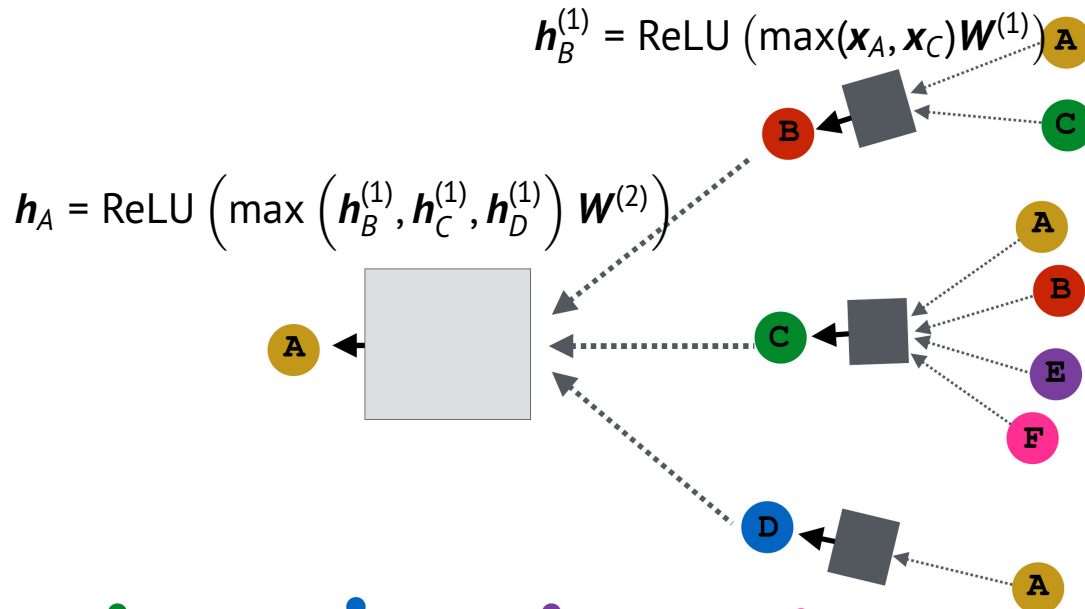 h_B^(1) = ReLU (max(x_A, x_C)W^(1))
A
C
B
h_A = ReLU (max (h_B^(1), h_C^(1), h_D^(1)) W^(2))
A
B
A
C
E
F
D
A